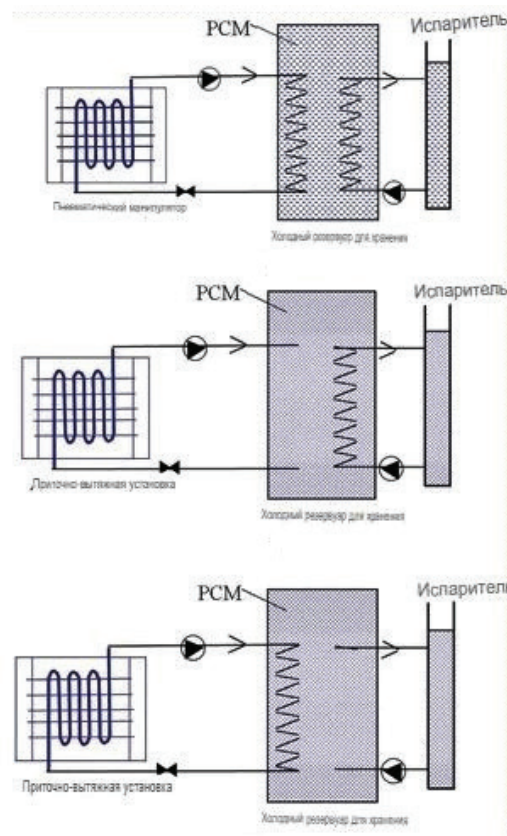 PCM
Испаритель
Пневматический манипулятор
Холодный резервуар для хранения
PCM
Испаритель
Приточно-вытяжная установка
Холодный резервуар для хранения
PCM
Испаритель
Приточно-вытяжная установка
Холодный резервуар для хранения